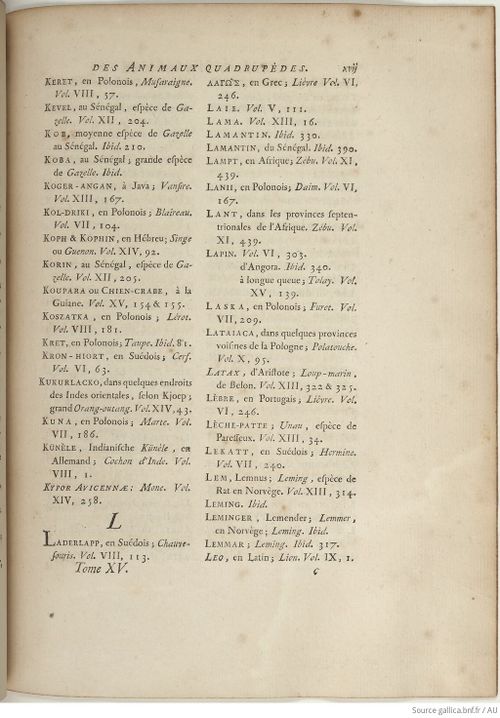 DES ANIMAUX QUADRUPÈDES. xvij
KERET, en Polonois, Musaraigne.
Vol. VIII, 57.
KEVEL, au Sénégal, espèce de Ga-
zelle. Vol. XII, 204.
KOB, moyenne espèce de Gazelle
au Sénégal. Ibid. 210.
KOBA, au Sénégal; grande espèce
de Gazelle. Ibid.
KOGER-ANGAN, à Java; Vansire.
Vol. XIII, 167.
KOL-DRIKI, en Polonois; Blaireau.
Vol. VII, 104.
KOPH & KOPHIN, en Hébreu; Singe
ou Guenon. Vol. XIV, 92.
KORIN, au Sénégal, espèce de Ga-
zelle. Vol. XII, 205.
KOUPARA ou CHIEN-CRABE, à la
Guiane. Vol. XV, 154 & 155.
KOSZATKA, en Polonois; Lérot.
Vol. VIII, 181.
KRET, en Polonois; Taupe. Ibid. 81.
KRON-HIORT, en Suédois; Cerf.
Vol. VI, 63.
KUKURLACKO, dans quelques endroits
des Indes orientales, selon Kjoep;
grand Orang-outang. Vol. XIV, 43.
KUNA, en Polonois; Marte. Vol.
VII, 186.
KÜNÈLE, Indianische Künèle, en
Allemand; Cochon d'Inde. Vol.
VIII, 1.
KYPOR AVICENNÆ: Mone. Vol.
XIV, 258.
L
LADERLAPP, en Suédois; Chauve-
souris. Vol. VIII, 113.
Tome XV.
ΛΑΓΩΣ, en Grec; Lièvre Vol. VI,
246.
LAIE. Vol. V, 111.
LAMA. Vol. XIII, 16.
LAMANTIN. Ibid. 330.
LAMANTIN, du Sénégal. Ibid. 390.
LAMPT, en Afrique; Zébu. Vol. XI,
439.
LANII, en Polonois; Daim. Vol. VI,
167.
LANT, dans les provinces septen-
trionales de l'Afrique. Zébu. Vol.
XI, 439.
LAPIN. Vol. VI, 303.
d'Angora. Ibid. 340.
à longue queue; Tolay. Vol.
XV, 139.
LASKA, en Polonois; Furet. Vol.
VII, 209.
LATAIACA, dans quelques provinces
voisines de la Pologne; Polatouche.
Vol. X, 95.
LATAX, d'Aristote; Loup-marin,
de Belon. Vol. XIII, 322 & 325.
LÈBRE, en Portugais; Lièvre. Vol.
VI, 246.
LÈCHE-PATTE; Unau, espèce de
Paresseux. Vol. XIII, 34.
LEKATT, en Suédois; Hermine.
Vol. VII, 240.
LEM, Lemnus; Leming, espèce de
Rat en Norvège. Vol. XIII, 314.
LEMING. Ibid.
LEMINGER, Lemender; Lemmer,
en Norvège; Leming. Ibid.
LEMMAR; Leming. Ibid. 317.
LEO, en Latin; Lion. Vol. IX, 1.
c
Source gallica.bnf.fr / AU